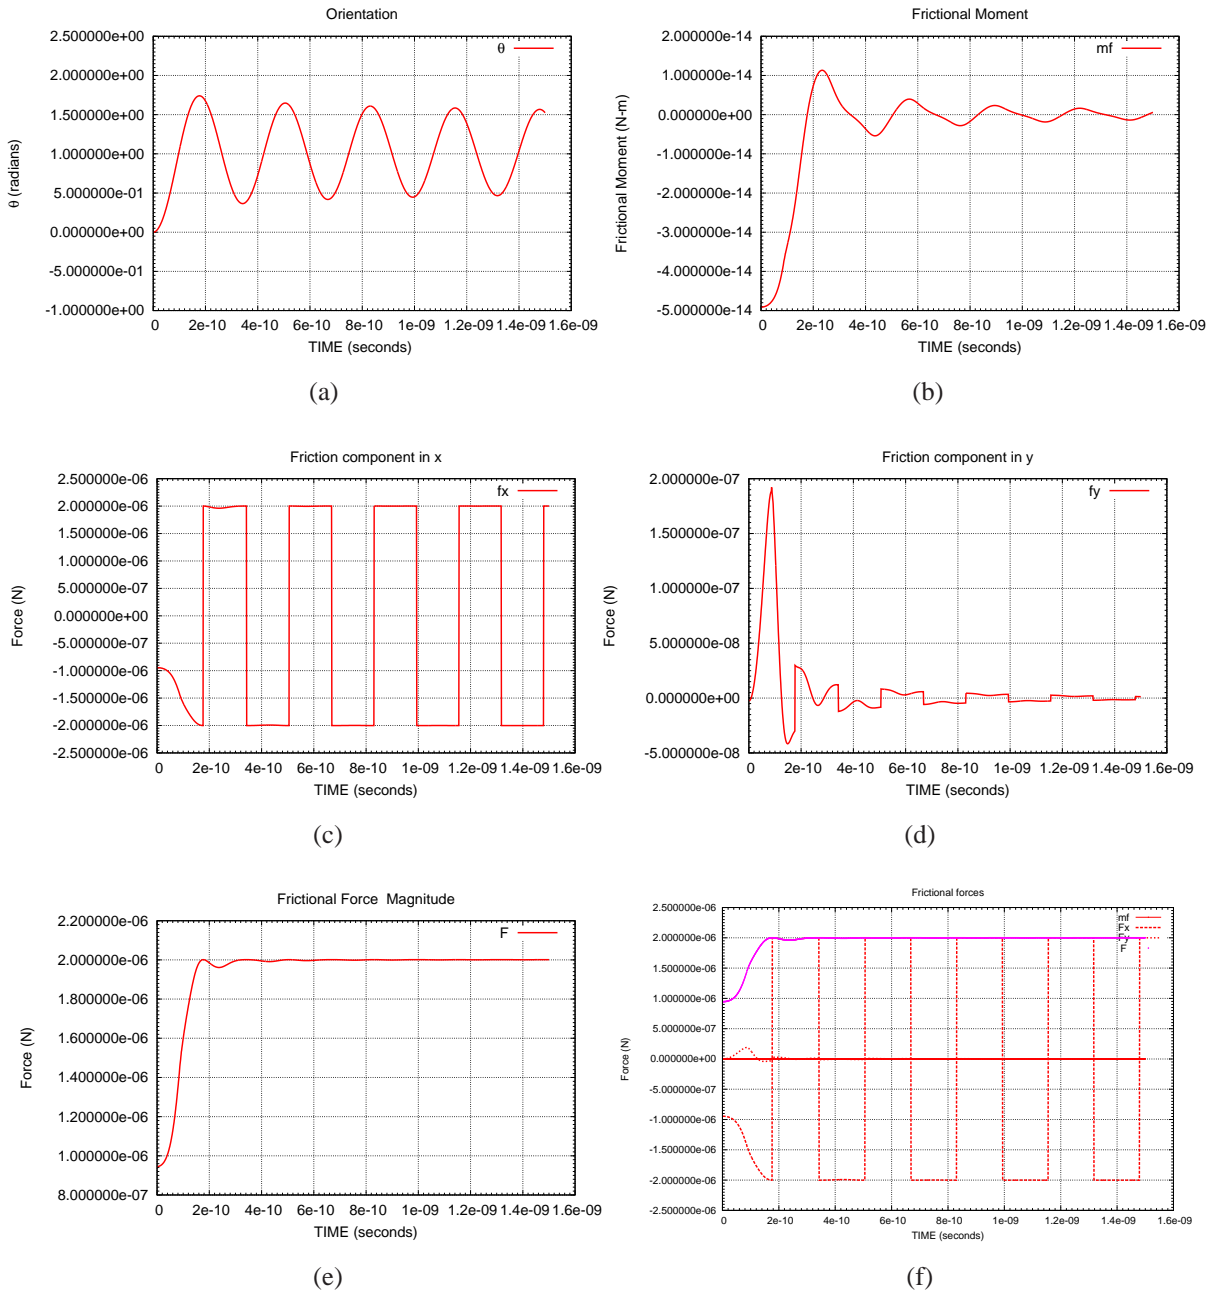 Orientation
θ
2.500000e+00
2.000000e+00
1.500000e+00
1.000000e+00
5.000000e-01
0.000000e+00
-5.000000e-01
-1.000000e+00
θ (radians)
0 2e-10 4e-10 6e-10 8e-10 1e-09 1.2e-09 1.4e-09 1.6e-09
TIME (seconds)
(a)
Frictional Moment
mf
2.000000e-14
1.000000e-14
0.000000e+00
-1.000000e-14
-2.000000e-14
-3.000000e-14
-4.000000e-14
-5.000000e-14
Frictional Moment (N-m)
0 2e-10 4e-10 6e-10 8e-10 1e-09 1.2e-09 1.4e-09 1.6e-09
TIME (seconds)
(b)
Friction component in x
fx
2.500000e-06
2.000000e-06
1.500000e-06
1.000000e-06
5.000000e-07
0.000000e+00
-5.000000e-07
-1.000000e-06
-1.500000e-06
-2.000000e-06
-2.500000e-06
Force (N)
0 2e-10 4e-10 6e-10 8e-10 1e-09 1.2e-09 1.4e-09 1.6e-09
TIME (seconds)
(c)
Friction component in y
fy
2.000000e-07
1.500000e-07
1.000000e-07
5.000000e-08
0.000000e+00
-5.000000e-08
Force (N)
0 2e-10 4e-10 6e-10 8e-10 1e-09 1.2e-09 1.4e-09 1.6e-09
TIME (seconds)
(d)
Frictional Force Magnitude
F
2.200000e-06
2.000000e-06
1.800000e-06
1.600000e-06
1.400000e-06
1.200000e-06
1.000000e-06
8.000000e-07
Force (N)
0 2e-10 4e-10 6e-10 8e-10 1e-09 1.2e-09 1.4e-09 1.6e-09
TIME (seconds)
(e)
Frictional forces
mf
Fx
Fy
F
2.500000e-06
2.000000e-06
1.500000e-06
1.000000e-06
5.000000e-07
0.000000e+00
-5.000000e-07
-1.000000e-06
-1.500000e-06
-2.000000e-06
-2.500000e-06
Force (N)
0 2e-10 4e-10 6e-10 8e-10 1e-09 1.2e-09 1.4e-09 1.6e-09
TIME (seconds)
(f)